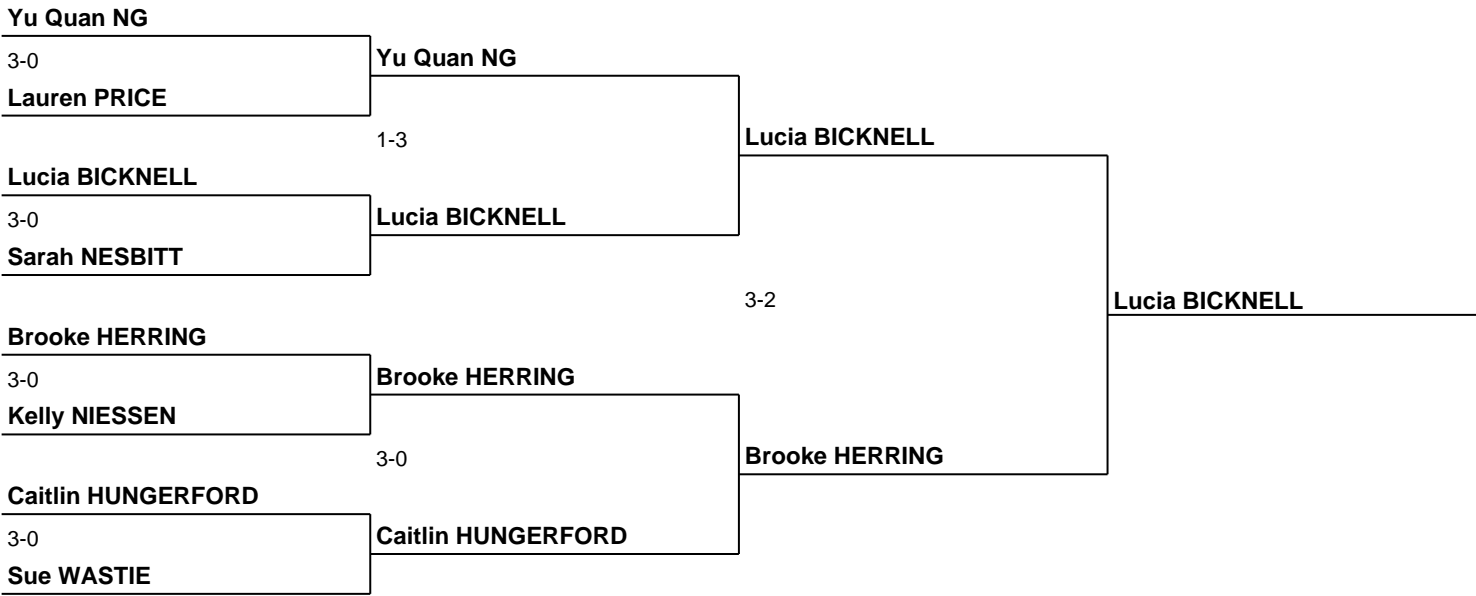 Yu Quan NG
3-0
Yu Quan NG
Lauren PRICE
1-3
Lucia BICKNELL
Lucia BICKNELL
3-0
Lucia BICKNELL
Sarah NESBITT
3-2
Lucia BICKNELL
Brooke HERRING
3-0
Brooke HERRING
Kelly NIESSEN
3-0
Brooke HERRING
Caitlin HUNGERFORD
3-0
Caitlin HUNGERFORD
Sue WASTIE